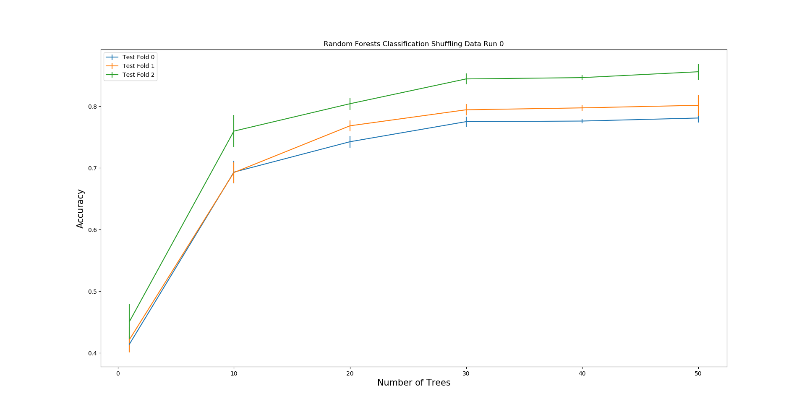 Random Forests Classification Shuffling Data Run 0
Test Fold 0
Test Fold 1
Test Fold 2
0.8
0.7
0.6
0.5
0.4
Accuracy
0 10 20 30 40 50
Number of Trees